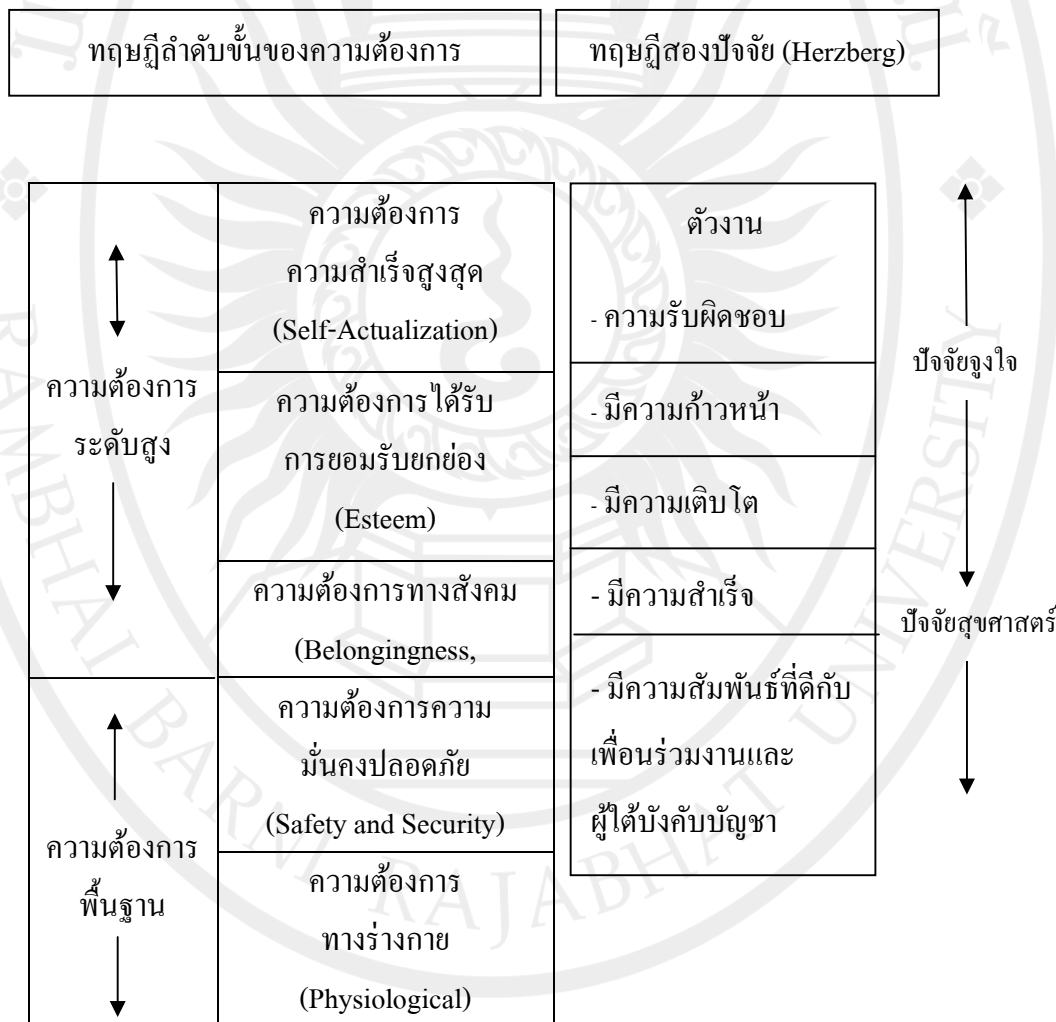 ทฤษฎีลำดับขั้นของความต้องการ
ทฤษฎีสองปัจจัย (Herzberg)
ความต้องการ
ระดับสูง
ความต้องการ
ความสำเร็จสูงสุด
(Self-Actualization)
ความต้องการได้รับ
การยอมรับยกย่อง
(Esteem)
ความต้องการทางสังคม
(Belongingness,
ความต้องการ
พื้นฐาน
ความต้องการความ
มั่นคงปลอดภัย
(Safety and Security)
ความต้องการ
ทางร่างกาย
(Physiological)
ตัวงาน
- ความรับผิดชอบ
- มีความก้าวหน้า
- มีความเติบโต
- มีความสำเร็จ
- มีความสัมพันธ์ที่ดีกับ
เพื่อนร่วมงานและ
ผู้ใต้บังคับบัญชา
ปัจจัยจูงใจ
ปัจจัยสุขศาสตร์
RAMBHAI BARNI RAJABHAT UNIVERSITY